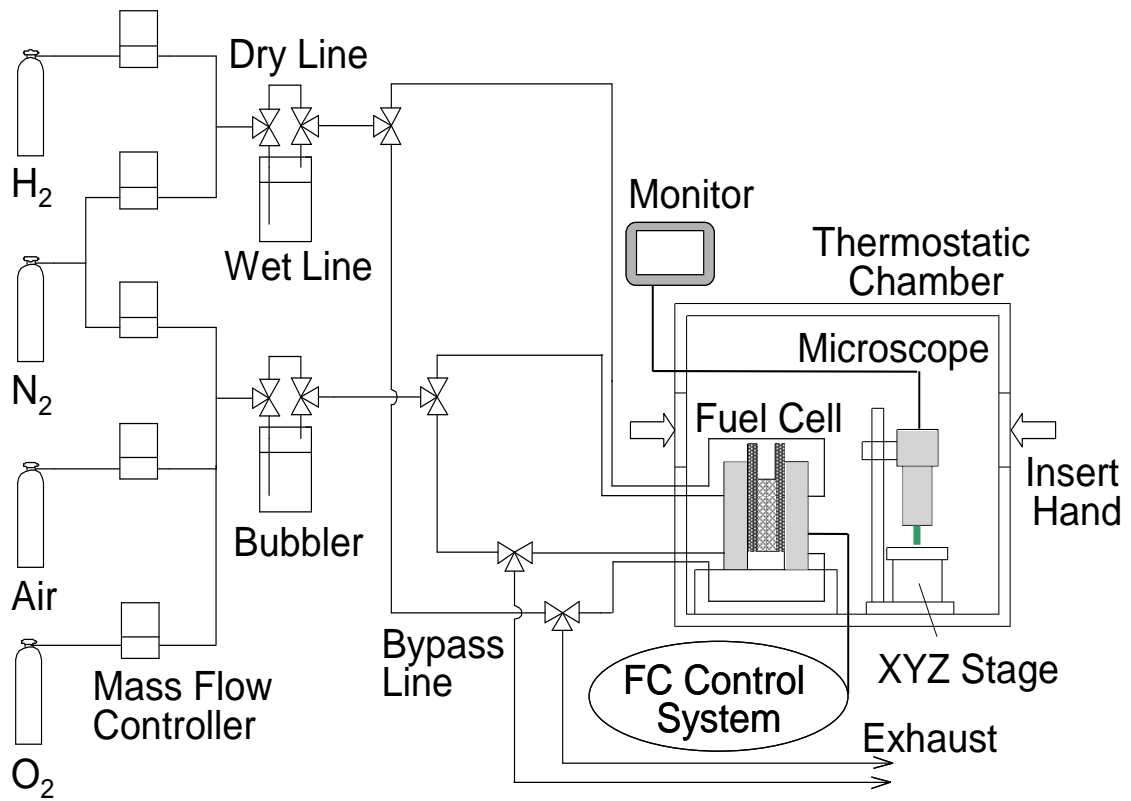 Dry Line
H2
Wet Line
Monitor
Thermostatic
Chamber
Microscope
N2
Fuel Cell
Insert
Hand
Bubbler
Air
Bypass
Line
Mass Flow
Controller
FC Control
System
XYZ Stage
Exhaust
O2